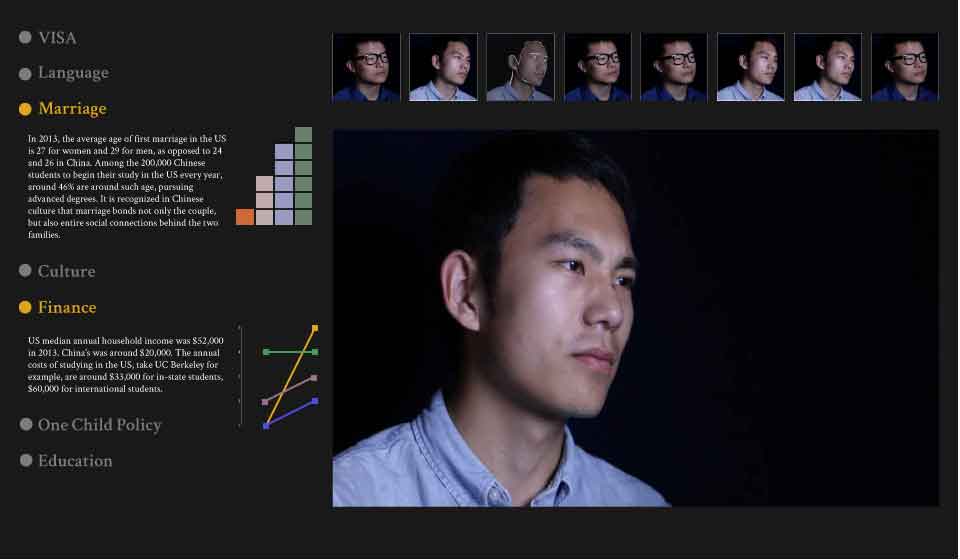 VISA
Language
Marriage
In 2013, the average age of first marriage in the US
is 27 for women and 29 for men, as opposed to 24
and 26 in China. Among the 200,000 Chinese
students to begin their study in the US every year,
around 46% are around such age, pursuing
advanced degrees. It is recognized in Chinese
culture that marriage bonds not only the couple,
but also entire social connections behind the two
families.
Culture
Finance
US median annual household income was $52,000
in 2013. China's was around $20,000. The annual
costs of studying in the US, take UC Berkeley for
example, are around $33,000 for in-state students,
$60,000 for international students.
One Child Policy
Education